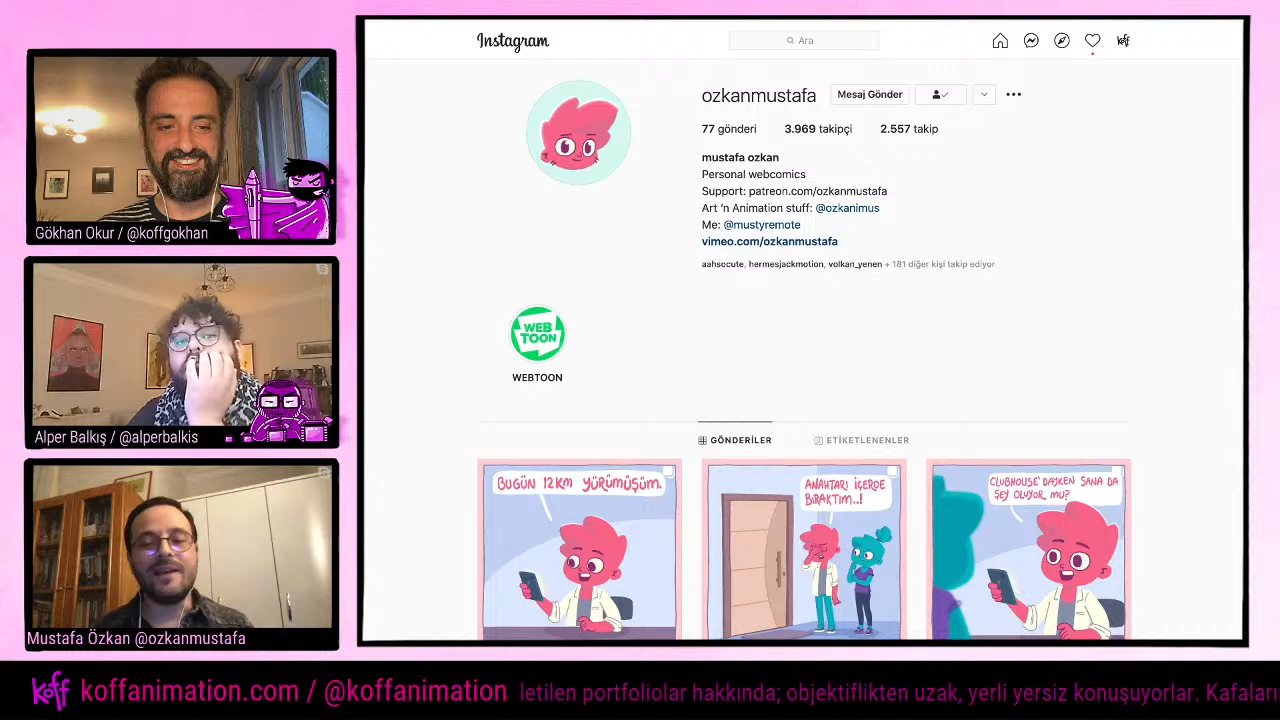 Gökhan Okur / @koffgokhan
Alper Balkış / @alperbalkis
Mustafa Özkan @ozkanmustafa
Instagram
Ara
koff
ozkanmustafa
Mesaj Gönder
77 gönderi 3.969 takipçi 2.557 takip
mustafa ozkan
Personal webcomics
Support: patreon.com/ozkanmustafa
Art 'n Animation stuff: @ozkanimus
Me: @mustyremote
vimeo.com/ozkanmustafa
aahsccute, hermesjackmotion, volkan_yenen + 181 diğer kişi takip ediyor
WEB
TOON
WEBTOON
GÖNDERİLER
ETİKETLENENLER
BUGÜN 12KM YÜRÜMÜŞÜM.
ANAHTARI İÇERDE
BIRAKTIM..!
CLUBHOUSE'DAYKEN SANA DA
ŞEY OLUYOR MU?
koff koffanimation.com / @koffanimation letilen portfoliolar hakkında; objektiflikten uzak, yerli yersiz konuşuyorlar. Kafaları